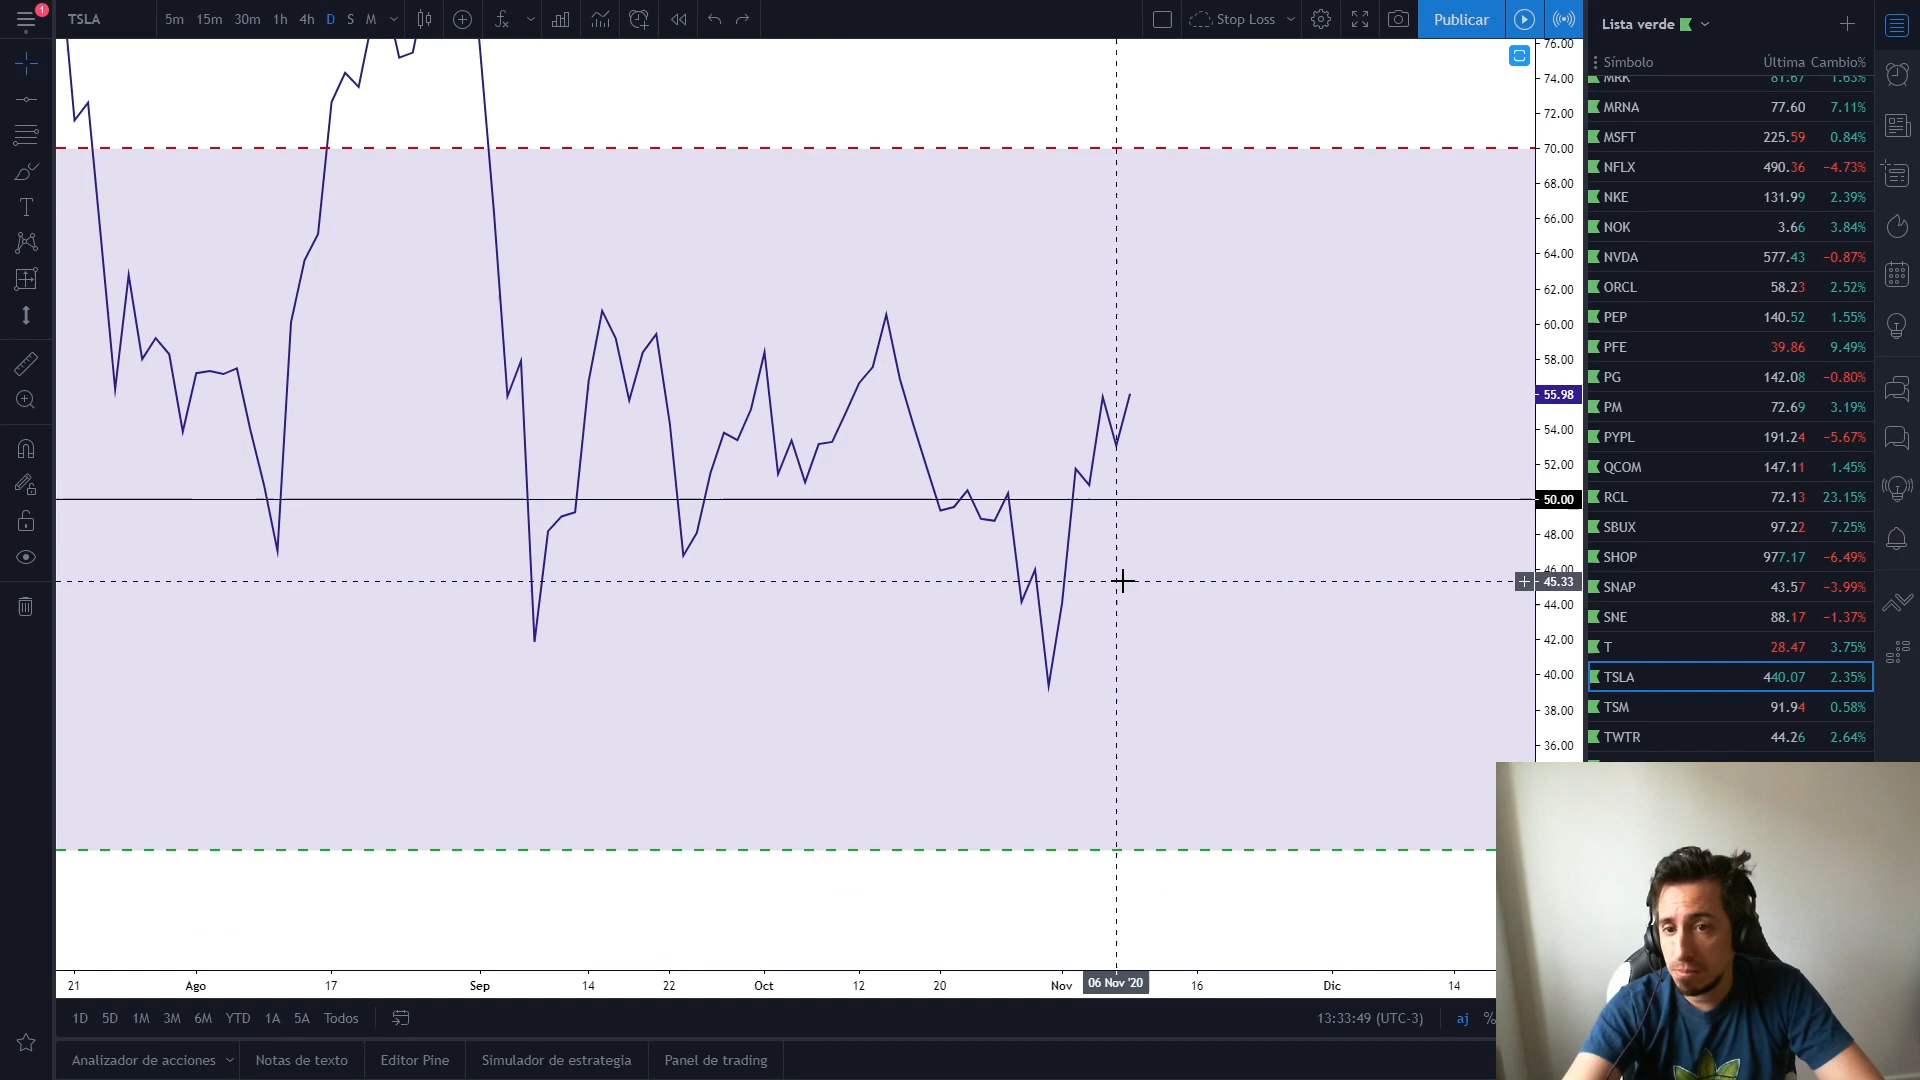 1
TSLA
5m 15m 30m 1h 4h D S M
Stop Loss
Publicar
Lista verde
Símbolo Última Cambio%
MRK 81.67 1.63%
MRNA 77.60 7.11%
MSFT 225.59 0.84%
NFLX 490.36 −4.73%
NKE 131.99 2.39%
NOK 3.66 3.84%
NVDA 577.43 −0.87%
ORCL 58.23 2.52%
PEP 140.52 1.55%
PFE 39.86 9.49%
PG 142.08 −0.80%
PM 72.69 3.19%
PYPL 191.24 −5.67%
QCOM 147.11 1.45%
RCL 72.13 23.15%
SBUX 97.22 7.25%
SHOP 977.17 −6.49%
SNAP 43.57 −3.99%
SNE 88.17 −1.37%
T 28.47 3.75%
TSLA 440.07 2.35%
TSM 91.94 0.58%
TWTR 44.26 2.64%
76.00
74.00
72.00
70.00
68.00
66.00
64.00
62.00
60.00
58.00
55.98
54.00
52.00
50.00
48.00
46.00
45.33
44.00
42.00
40.00
38.00
36.00
21 Ago 17 Sep 14 22 Oct 12 20 Nov 06 Nov '20 16 Dic 14
1D 5D 1M 3M 6M YTD 1A 5A Todos
13:33:49 (UTC-3) aj %
Analizador de acciones Notas de texto Editor Pine Simulador de estrategia Panel de trading